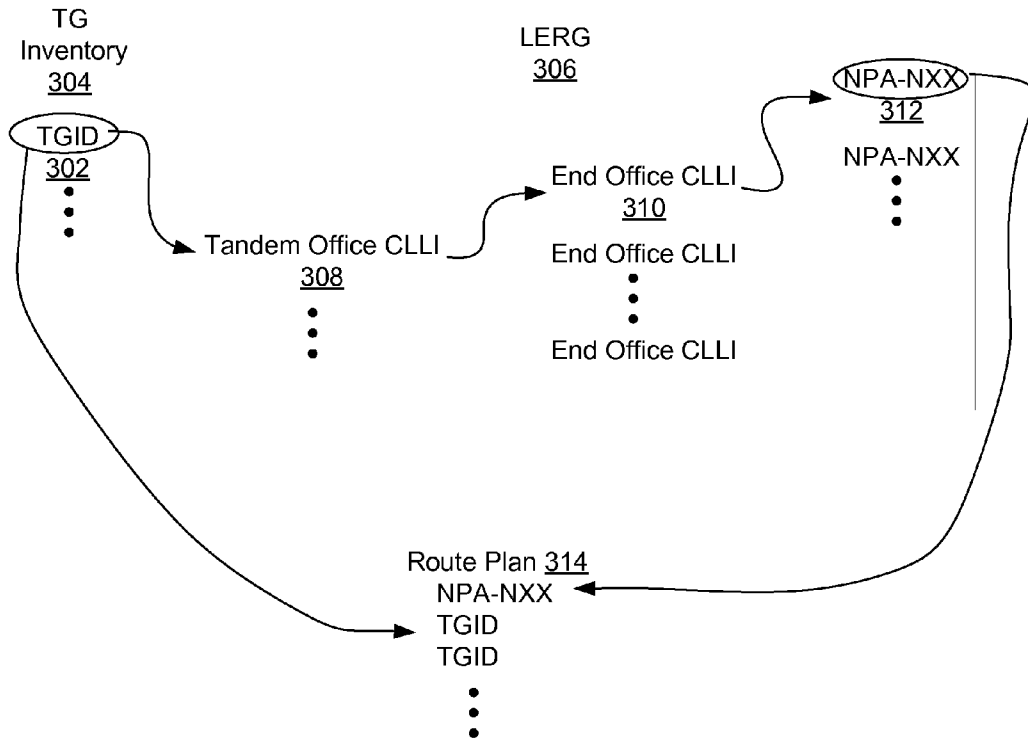 TG
Inventory
304
TGID
302
LERG
306
NPA-NXX
312
NPA-NXX
End Office CLLI
310
Tandem Office CLLI
308
End Office CLLI
End Office CLLI
Route Plan 314
NPA-NXX
TGID
TGID